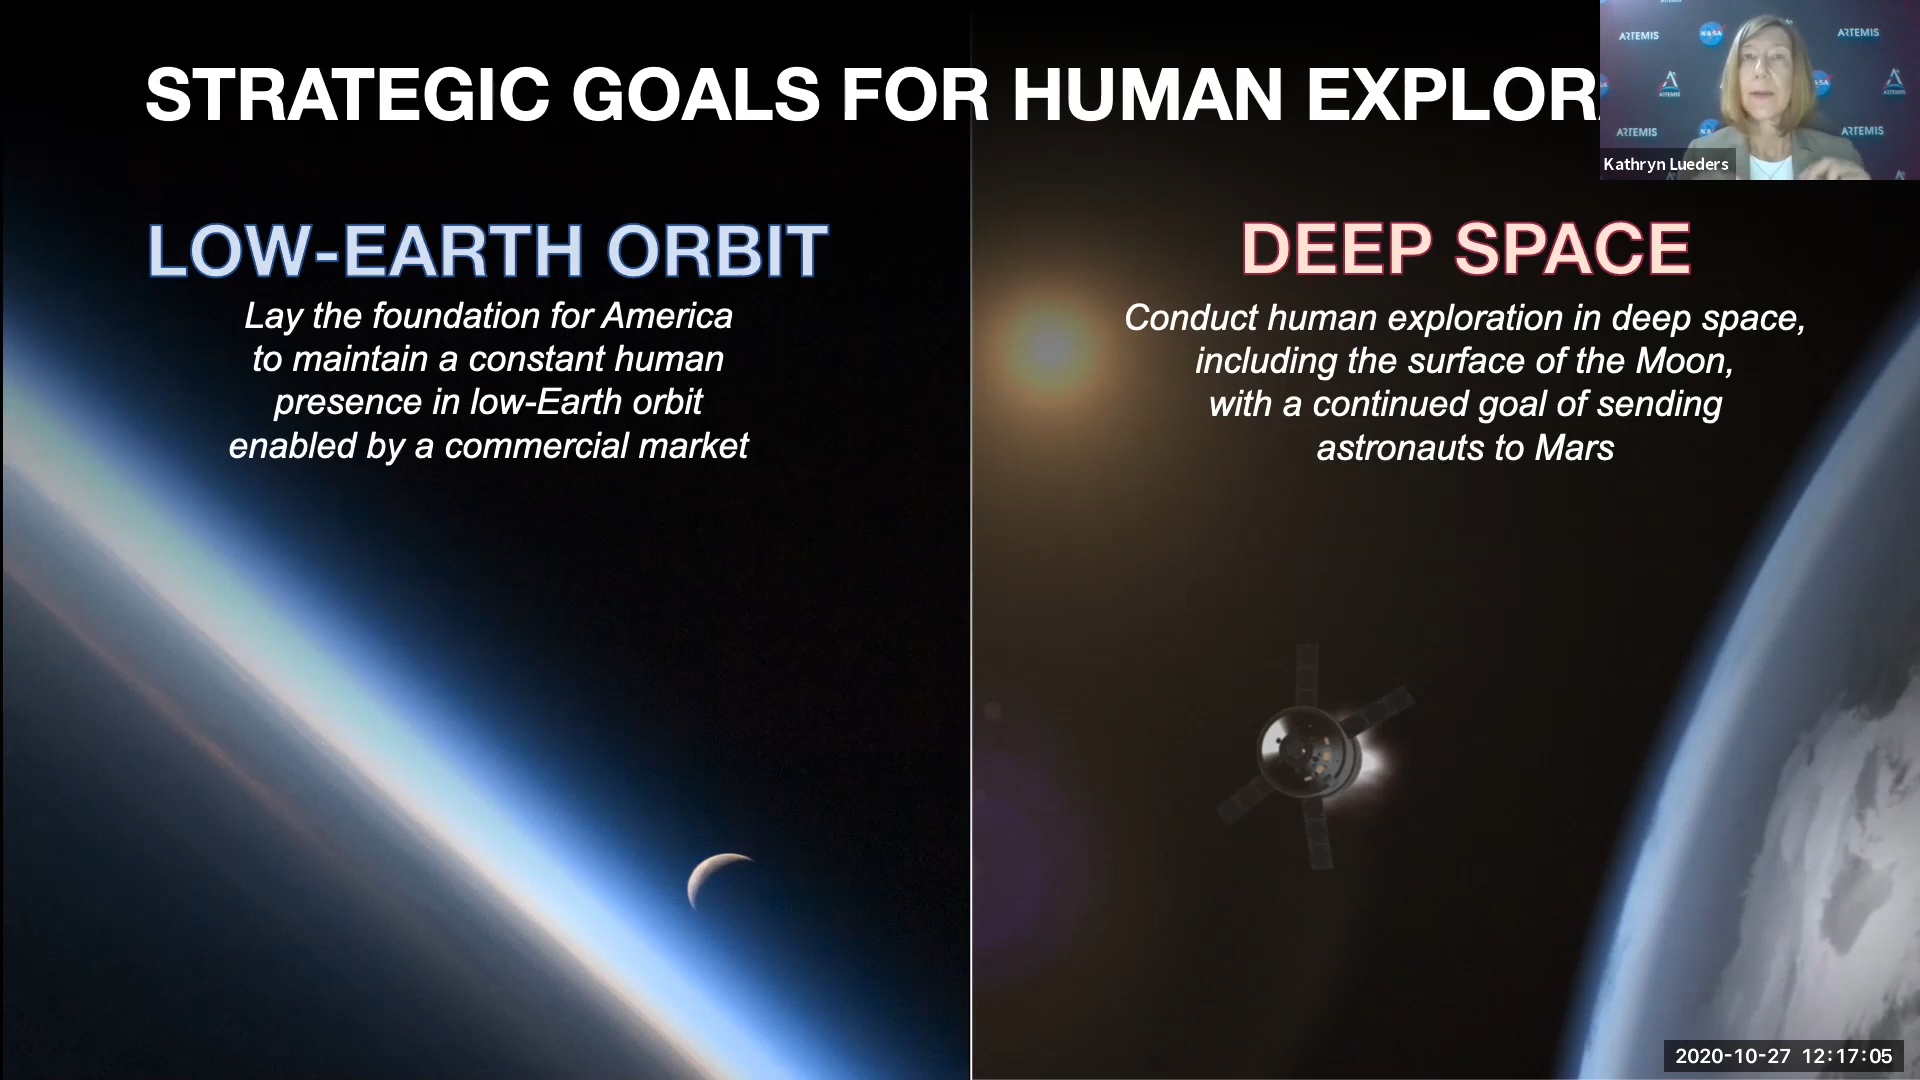 STRATEGIC GOALS FOR HUMAN EXPLOR
ARTEMIS
NASA
ARTEMIS
ARTEMIS
ARTEMIS
ARTEMIS
ARTEMIS
Kathryn Lueders
LOW-EARTH ORBIT
Lay the foundation for America
to maintain a constant human
presence in low-Earth orbit
enabled by a commercial market
DEEP SPACE
Conduct human exploration in deep space,
including the surface of the Moon,
with a continued goal of sending
astronauts to Mars
2020-10-27 12:17:05